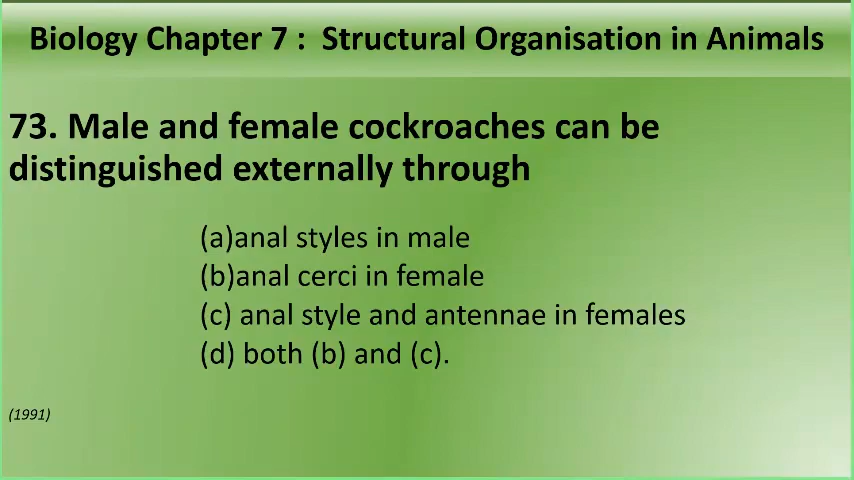 Biology Chapter 7 :  Structural Organisation in Animals
73. Male and female cockroaches can be
distinguished externally through
(a)anal styles in male
(b)anal cerci in female
(c) anal style and antennae in females
(d) both (b) and (c).
(1991)